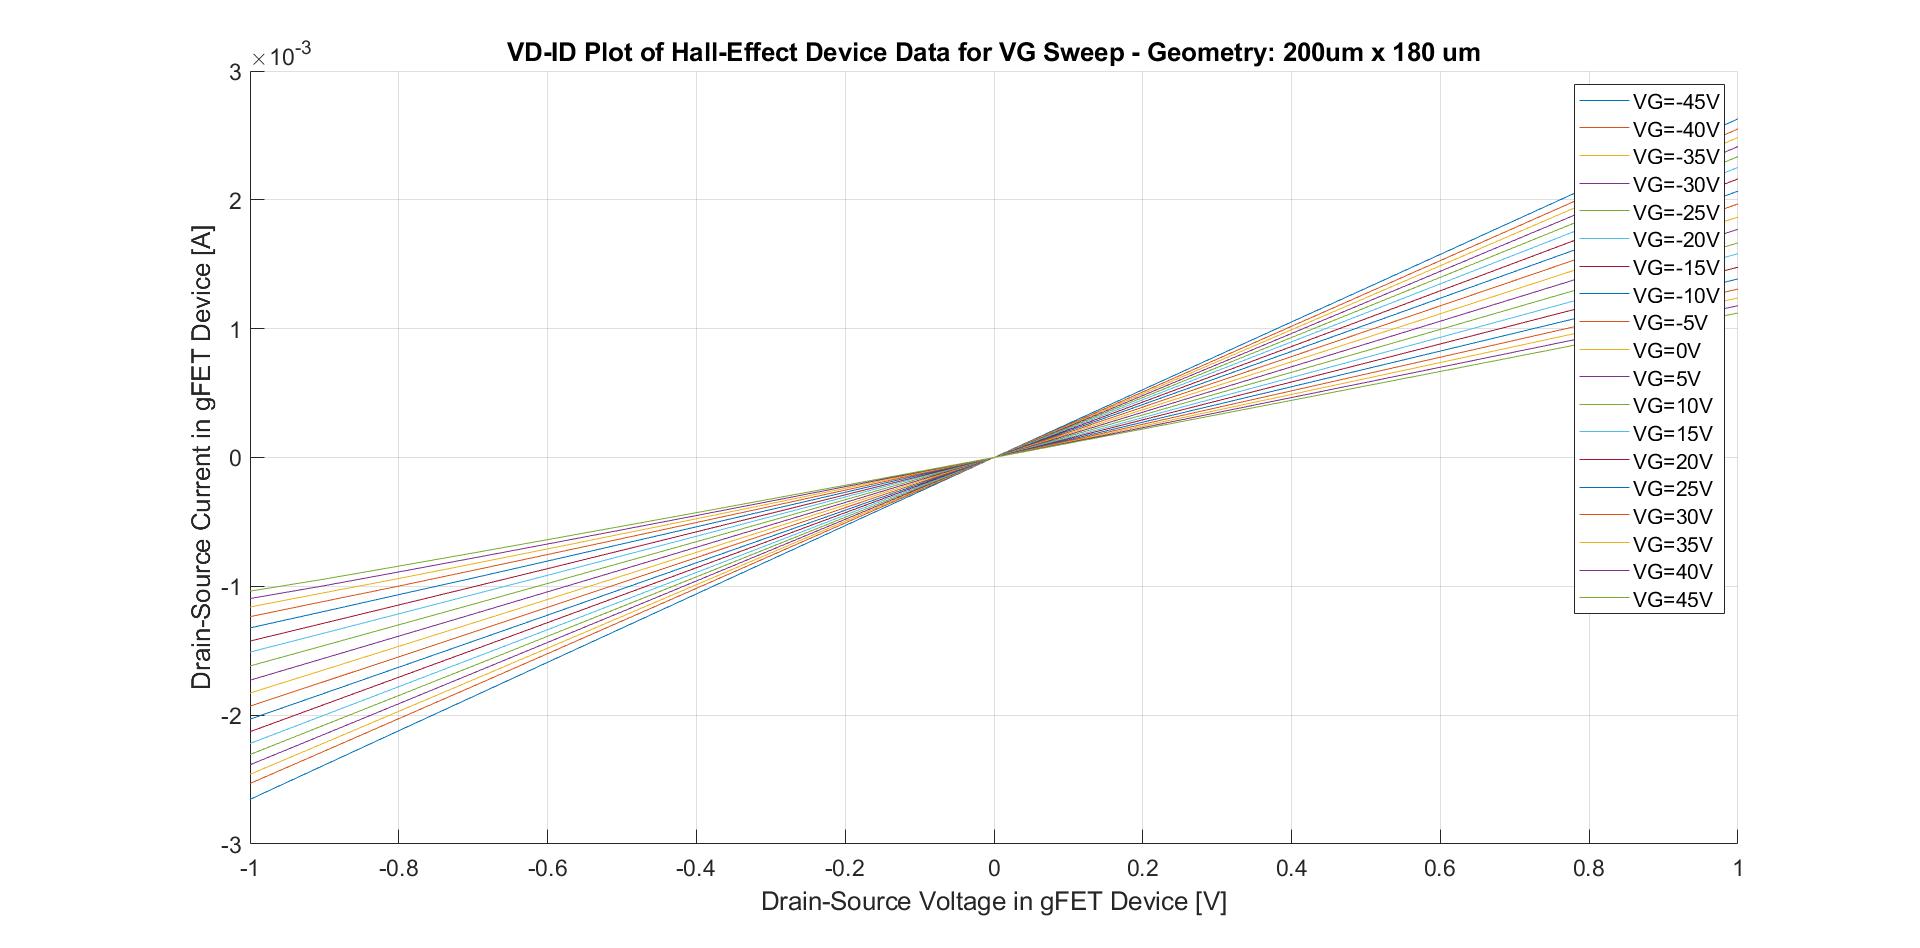 VD-ID Plot of Hall-Effect Device Data for VG Sweep - Geometry: 200um x 180 um
×10-3
3
2
1
0
-1
-2
-3
Drain-Source Current in gFET Device [A]
-1 -0.8 -0.6 -0.4 -0.2 0 0.2 0.4 0.6 0.8 1
Drain-Source Voltage in gFET Device [V]
VG=-45V
VG=-40V
VG=-35V
VG=-30V
VG=-25V
VG=-20V
VG=-15V
VG=-10V
VG=-5V
VG=0V
VG=5V
VG=10V
VG=15V
VG=20V
VG=25V
VG=30V
VG=35V
VG=40V
VG=45V